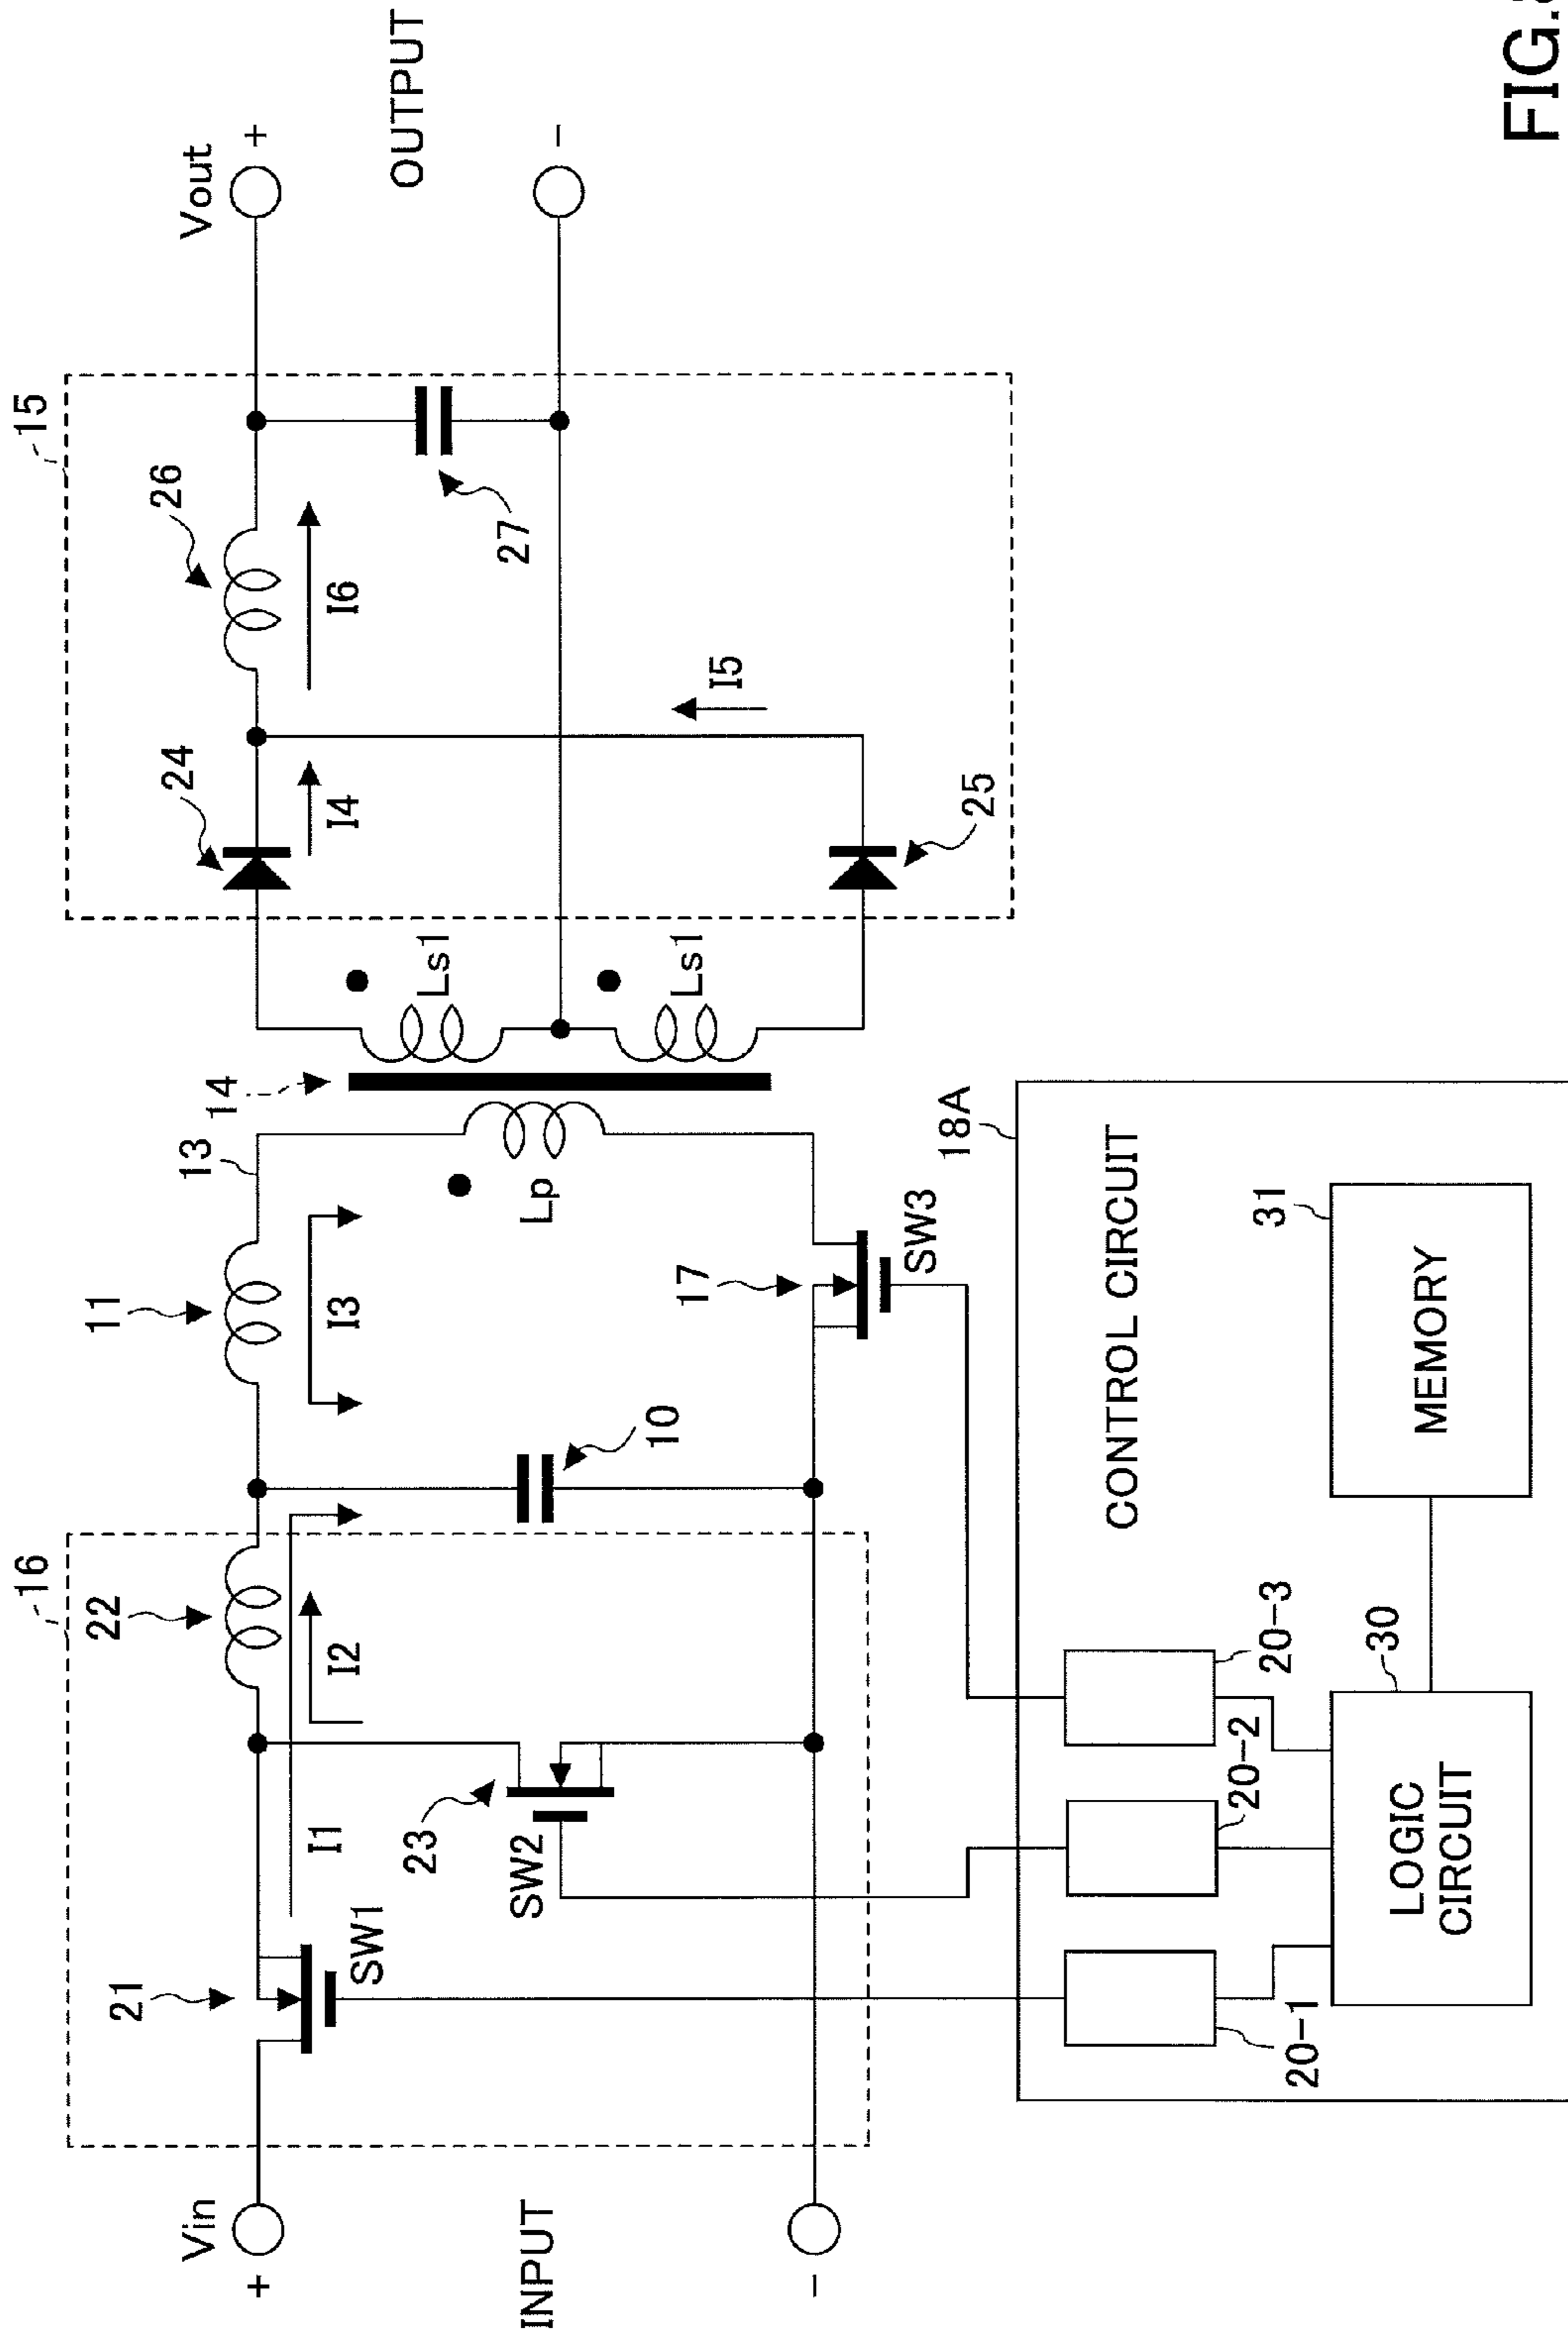 Vin
+
INPUT
-
16
21
SW1
I1
22
I2
23
SW2
10
11
I3
13
Lp
14
17
SW3
Ls1
Ls1
15
24
I4
25
I5
26
I6
27
Vout
+
OUTPUT
-
18A
CONTROL CIRCUIT
20-1
20-2
20-3
30
LOGIC
CIRCUIT
31
MEMORY
FIG.